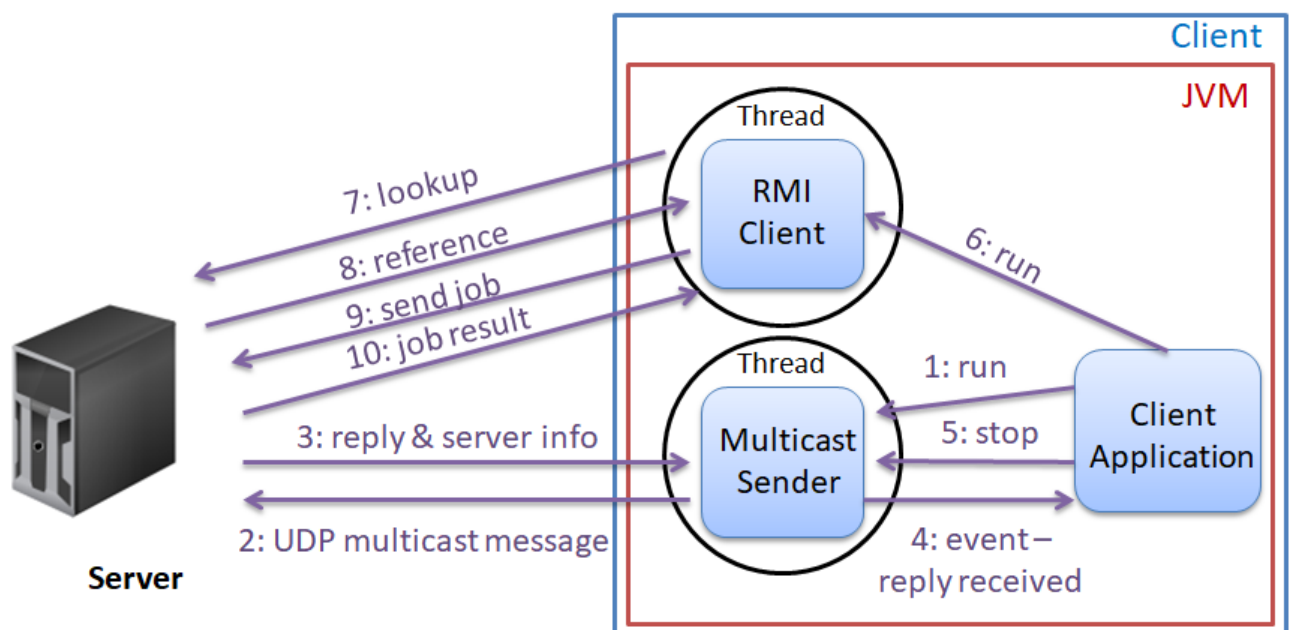 Client
JVM
Thread
RMI
Client
7: lookup
8: reference
9: send job
10: job result
6: run
Thread
Multicast
Sender
1: run
5: stop
Client
Application
3: reply & server info
2: UDP multicast message
4: event –
reply received
Server